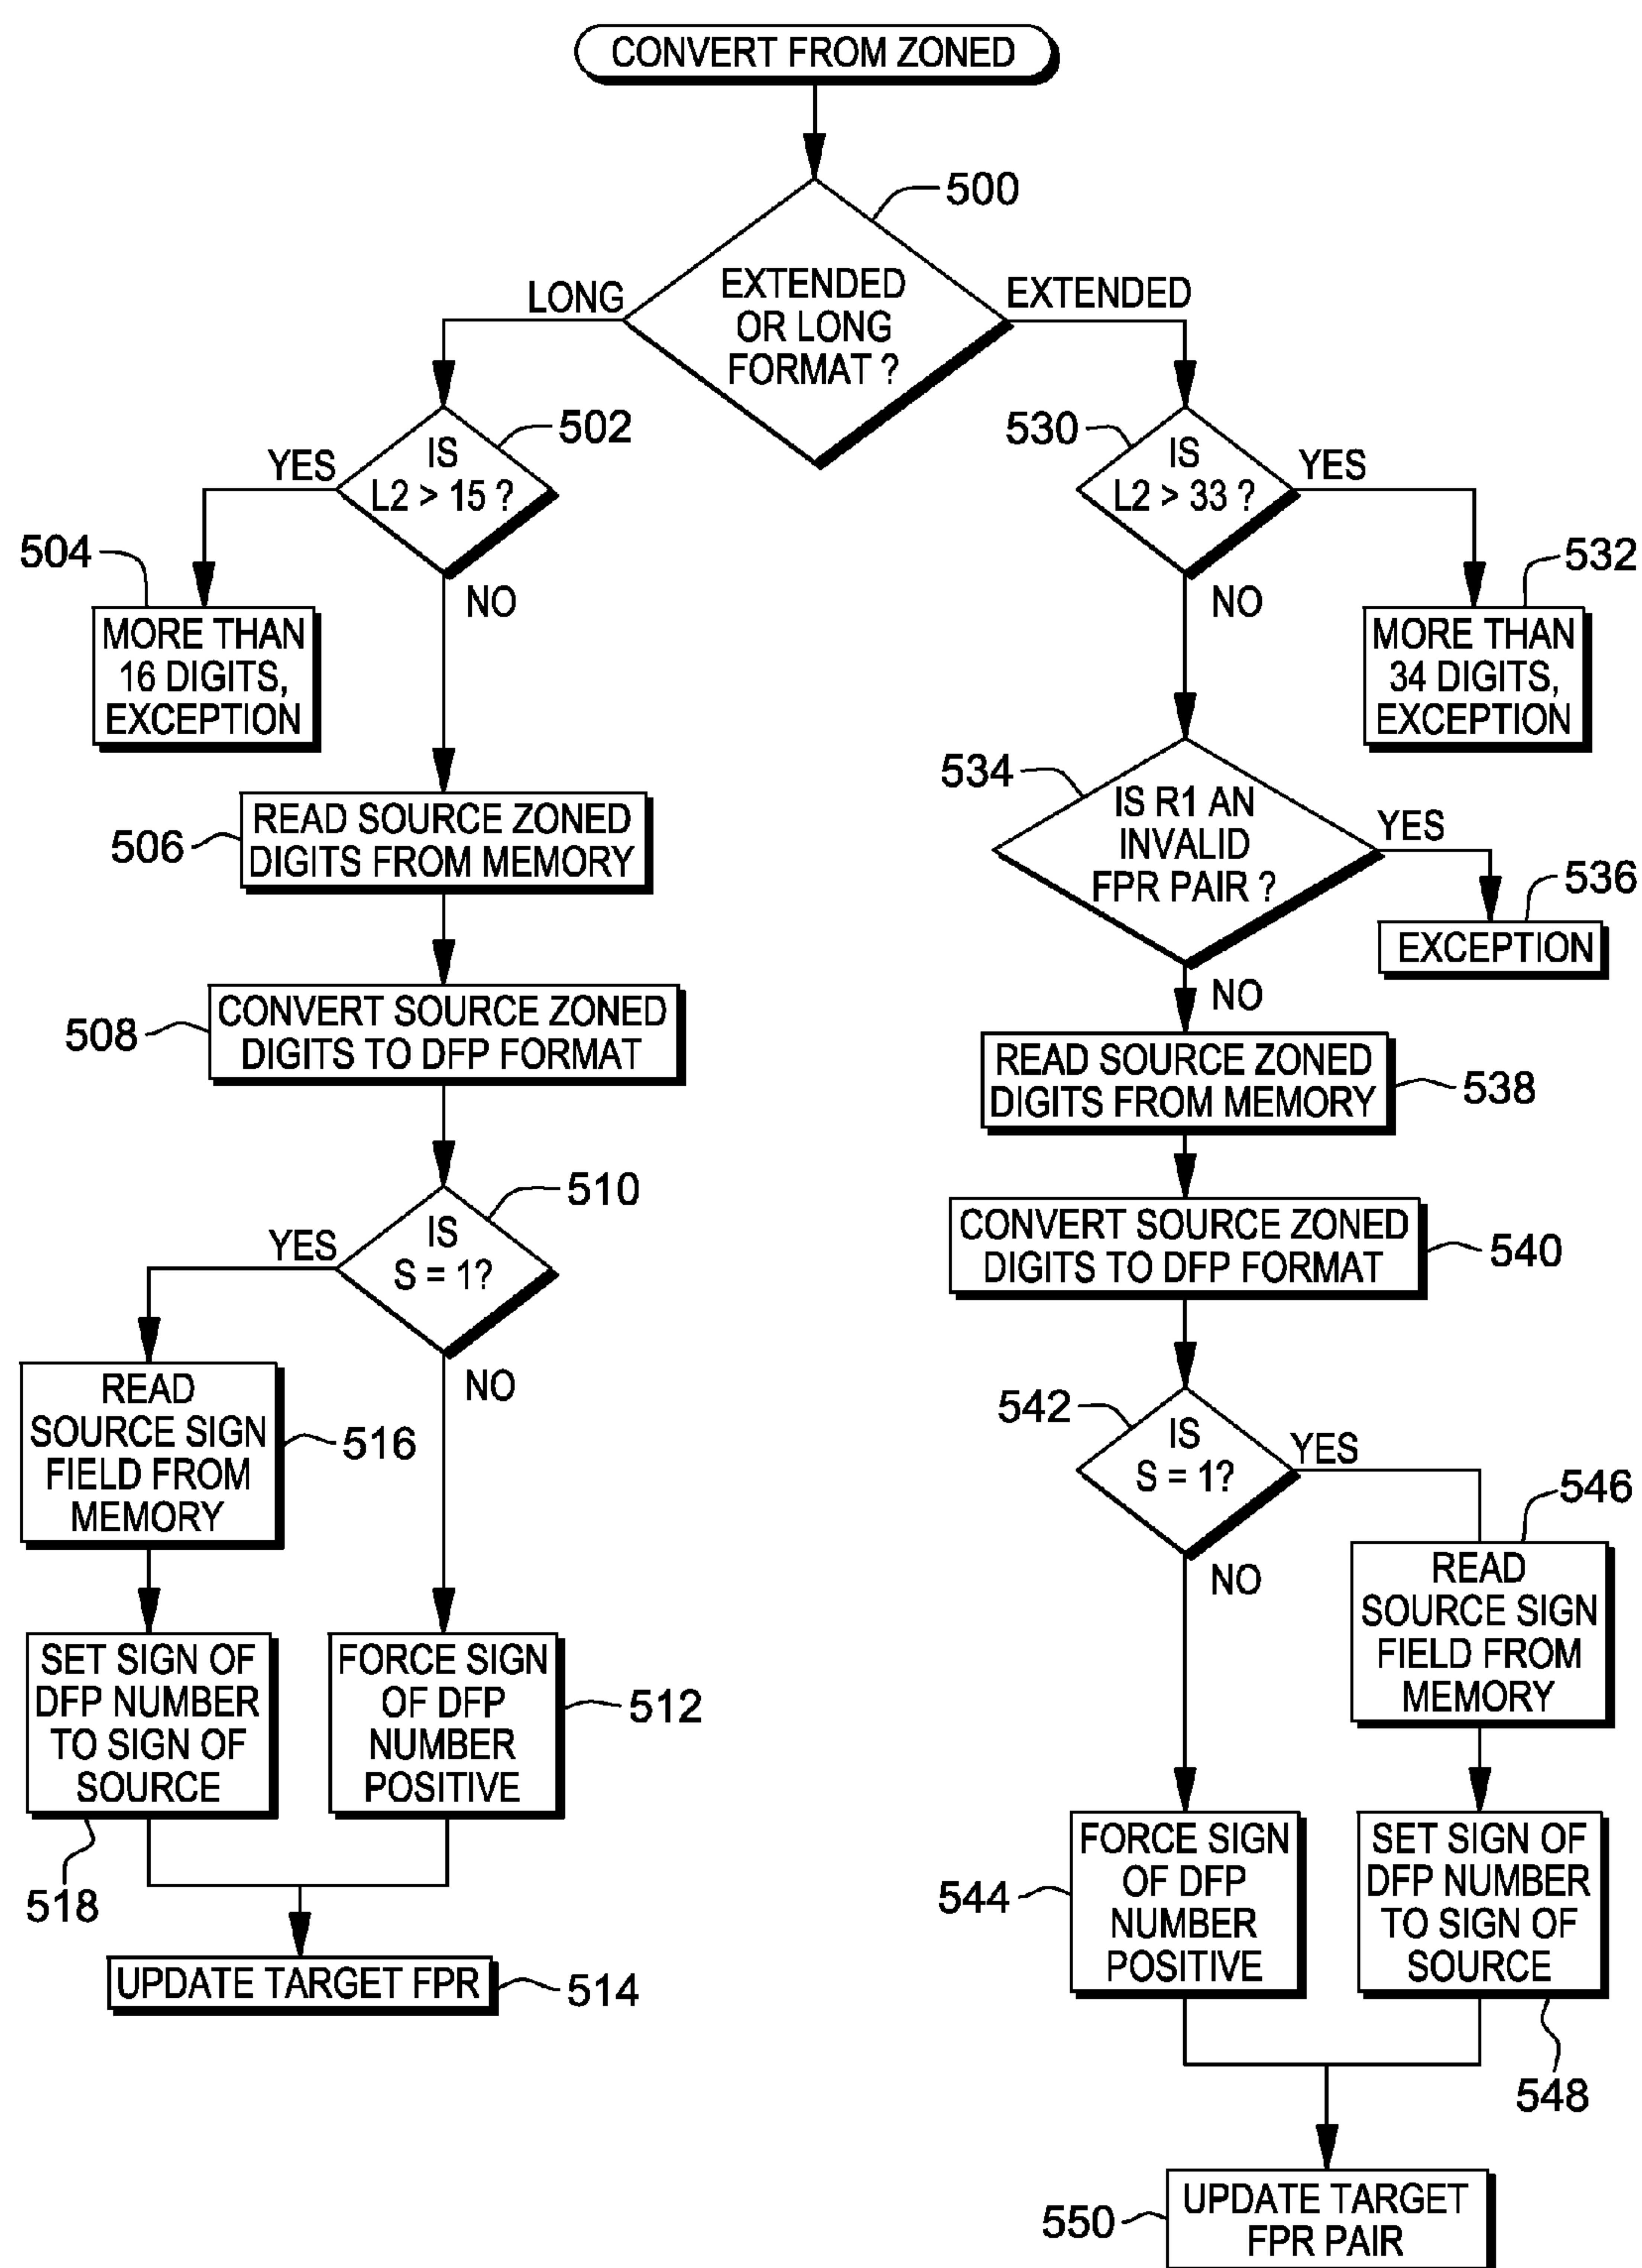 CONVERT FROM ZONED
500
EXTENDED
OR LONG
FORMAT ?
LONG
EXTENDED
502
IS
L2 > 15 ?
YES
NO
504
MORE THAN
16 DIGITS,
EXCEPTION
506
READ SOURCE ZONED
DIGITS FROM MEMORY
508
CONVERT SOURCE ZONED
DIGITS TO DFP FORMAT
510
IS
S = 1?
YES
NO
READ
SOURCE SIGN
FIELD FROM
MEMORY
516
SET SIGN OF
DFP NUMBER
TO SIGN OF
SOURCE
518
FORCE SIGN
OF DFP
NUMBER
POSITIVE
512
UPDATE TARGET FPR
514
530
IS
L2 > 33 ?
YES
NO
532
MORE THAN
34 DIGITS,
EXCEPTION
534
IS R1 AN
INVALID
FPR PAIR ?
YES
NO
536
EXCEPTION
READ SOURCE ZONED
DIGITS FROM MEMORY
538
CONVERT SOURCE ZONED
DIGITS TO DFP FORMAT
540
542
IS
S = 1?
YES
NO
546
READ
SOURCE SIGN
FIELD FROM
MEMORY
544
FORCE SIGN
OF DFP
NUMBER
POSITIVE
SET SIGN OF
DFP NUMBER
TO SIGN OF
SOURCE
548
550
UPDATE TARGET
FPR PAIR